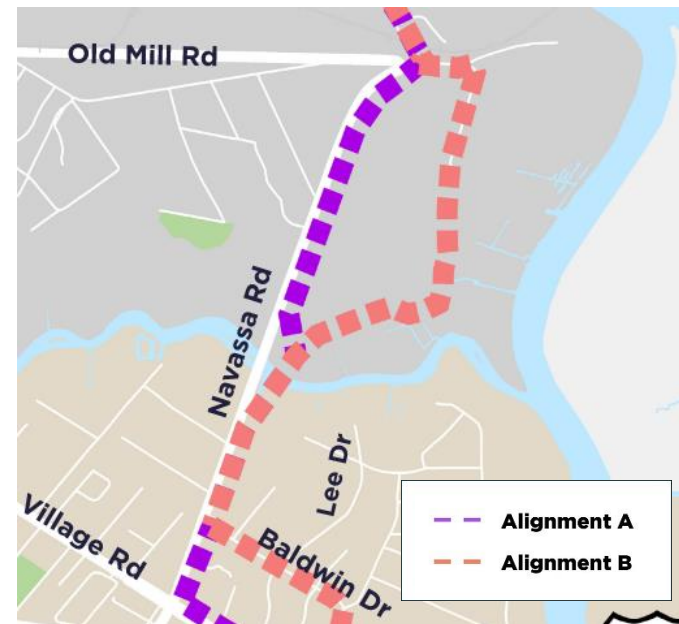 Old Mill Rd
Navassa Rd
Lee Dr
Village Rd
Baldwin Dr
Alignment A
Alignment B